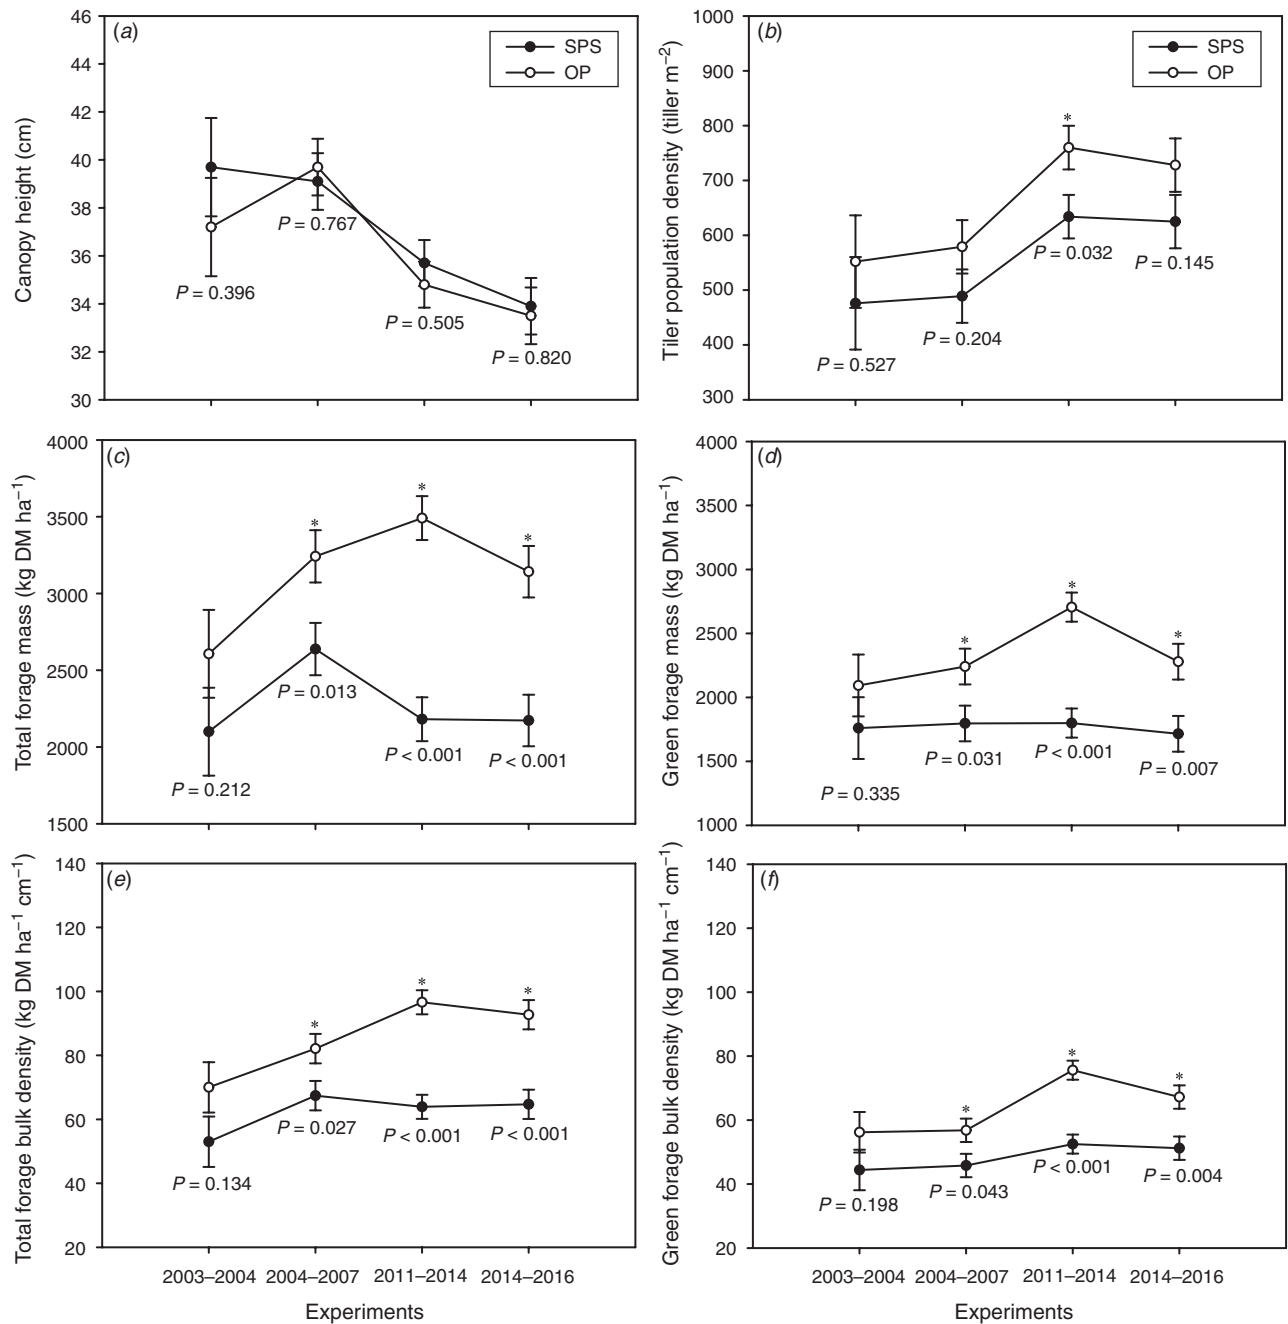 (a)
SPS
OP
Canopy height (cm)
46
44
42
40
38
36
34
32
30
P = 0.396
P = 0.767
P = 0.505
P = 0.820
(b)
SPS
OP
Tiler population density (tiller m−2)
1000
900
800
700
600
500
400
300
*
P = 0.527
P = 0.204
P = 0.032
P = 0.145
(c)
Total forage mass (kg DM ha−1)
4000
3500
3000
2500
2000
1500
*
*
*
P = 0.212
P = 0.013
P < 0.001
P < 0.001
(d)
Green forage mass (kg DM ha−1)
4000
3500
3000
2500
2000
1500
1000
*
*
*
P = 0.335
P = 0.031
P < 0.001
P = 0.007
(e)
Total forage bulk density (kg DM ha−1 cm−1)
140
120
100
80
60
40
20
*
*
*
P = 0.134
P = 0.027
P < 0.001
P < 0.001
2003–2004 2004–2007 2011–2014 2014–2016
Experiments
(f)
Green forage bulk density (kg DM ha−1 cm−1)
140
120
100
80
60
40
20
*
*
*
P = 0.198
P = 0.043
P < 0.001
P = 0.004
2003–2004 2004–2007 2011–2014 2014–2016
Experiments